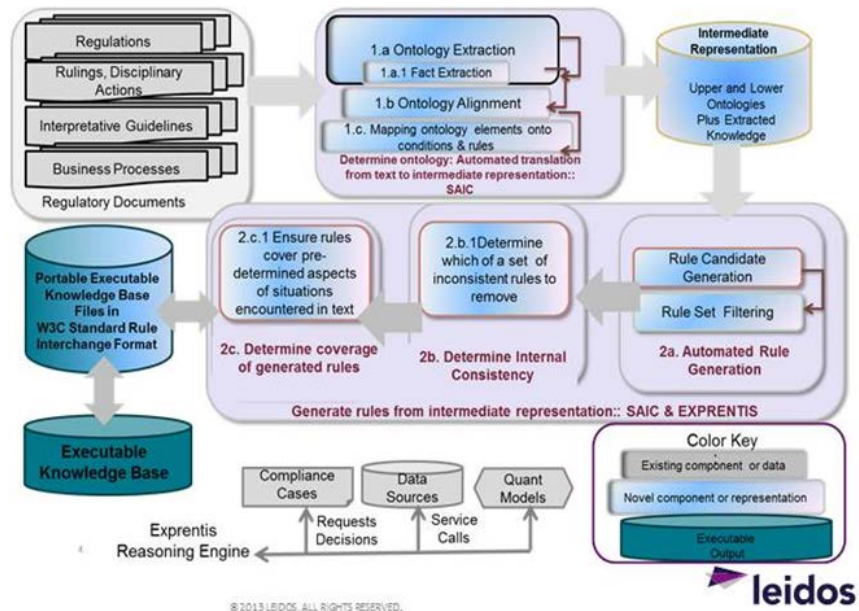 Regulations
Rulings, Disciplinary
Actions
Interpretative Guidelines
Business Processes
Regulatory Documents
1.a Ontology Extraction
1.a.1 Fact Extraction
1.b Ontology Alignment
1.c. Mapping ontology elements onto
conditions & rules
Determine ontology: Automated translation
from text to intermediate representation::
SAIC
Intermediate
Representation
Upper and Lower
Ontologies
Plus Extracted
Knowledge
Portable Executable
Knowledge Base
Files in
W3C Standard Rule
Interchange Format
2.c.1 Ensure rules
cover pre-
determined aspects
of situations
encountered in text
2c. Determine coverage
of generated rules
2.b.1Determine
which of a set of
inconsistent rules to
remove
2b. Determine Internal
Consistency
Rule Candidate
Generation
Rule Set Filtering
2a. Automated Rule
Generation
Generate rules from intermediate representation:: SAIC & EXPRENTIS
Executable
Knowledge Base
Compliance
Cases
Data
Sources
Quant
Models
Requests
Decisions
Service
Calls
Exprentis
Reasoning Engine
Color Key
Existing component or data
Novel component or representation
Executable
Output
4
leidos
© 2013 LEIDOS. ALL RIGHTS RESERVED.